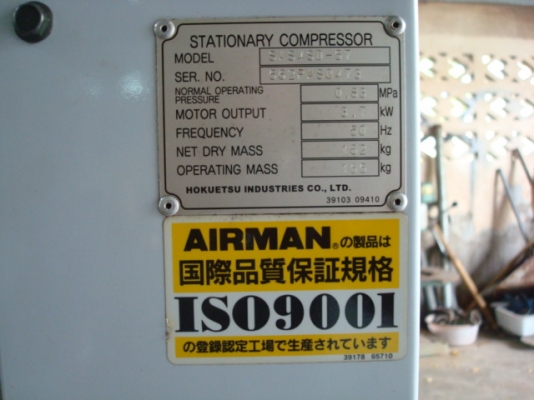 STATIONARY COMPRESSOR
MODEL
SER. NO.
NORMAL OPERATING PRESSURE MPa
MOTOR OUTPUT 3.7 kW
FREQUENCY Hz
NET DRY MASS kg
OPERATING MASS kg
HOKUETSU INDUSTRIES CO., LTD.
39103 09410
AIRMAN®の製品は
国際品質保証規格
ISO9001
の登録認定工場で生産されています
39178 65710